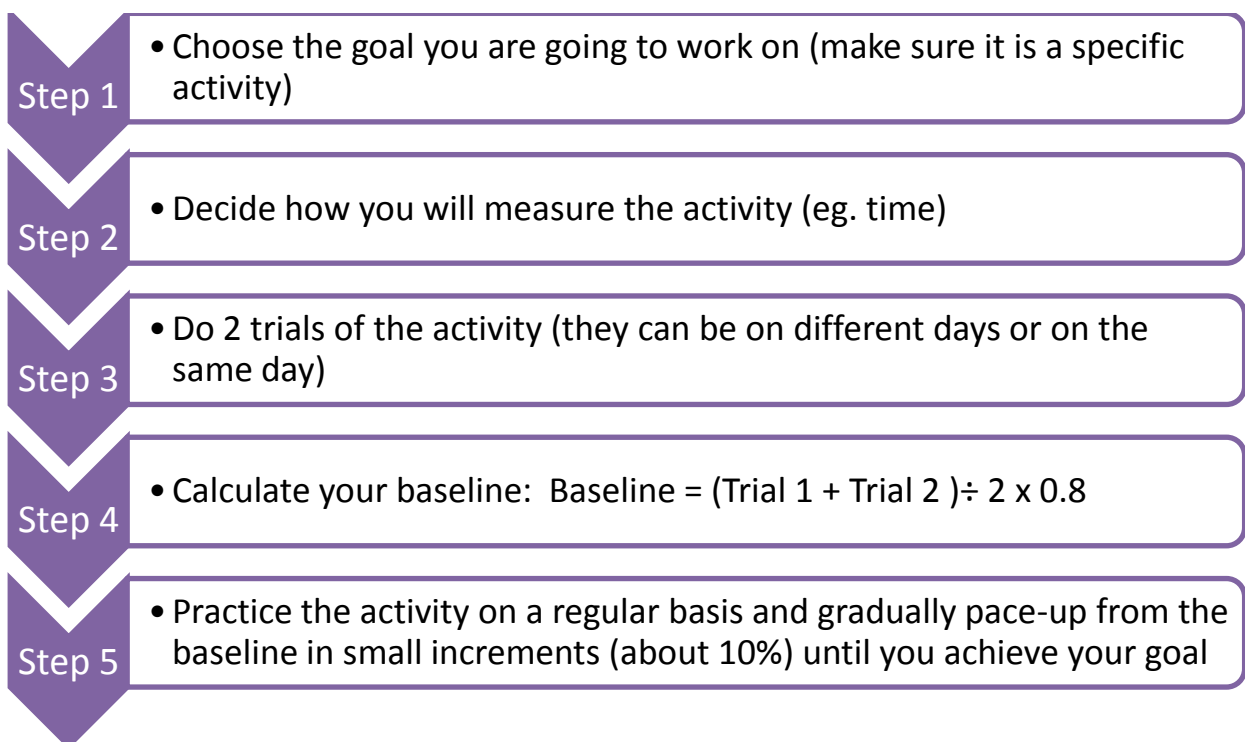 Step 1
• Choose the goal you are going to work on (make sure it is a specific
activity)
Step 2
• Decide how you will measure the activity (eg. time)
Step 3
• Do 2 trials of the activity (they can be on different days or on the
same day)
Step 4
• Calculate your baseline:  Baseline = (Trial 1 + Trial 2 )÷ 2 x 0.8
Step 5
• Practice the activity on a regular basis and gradually pace-up from the
baseline in small increments (about 10%) until you achieve your goal